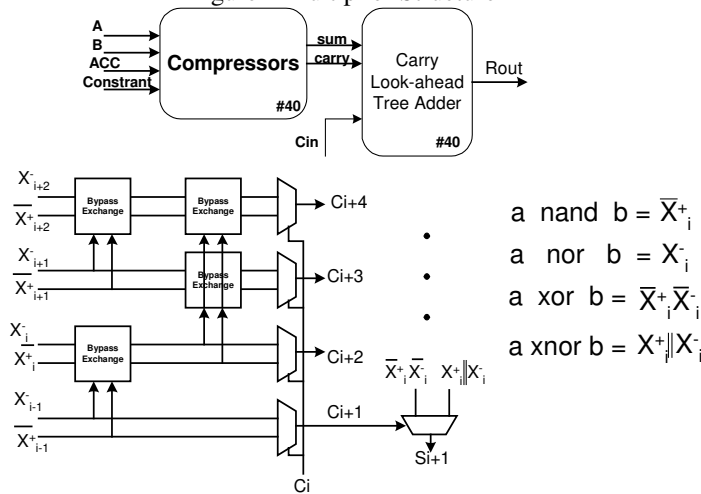 A
B
ACC
Constrant
Compressors
#40
sum
carry
Cin
Carry
Look-ahead
Tree Adder
#40
Rout
X⁻i+2
X̅⁺i+2
Bypass
Exchange
Bypass
Exchange
Ci+4
X⁻i+1
X̅⁺i+1
Bypass
Exchange
Ci+3
X⁻i
X̅⁺i
Bypass
Exchange
Ci+2
X⁻i-1
X̅⁺i-1
Ci+1
Ci
X̅⁺iX̅⁻i X⁺i||X⁻i
Si+1
a nand b = X̅⁺i
a nor b = X⁻i
a xor b = X̅⁺iX̅⁻i
a xnor b = X⁺i||X⁻i